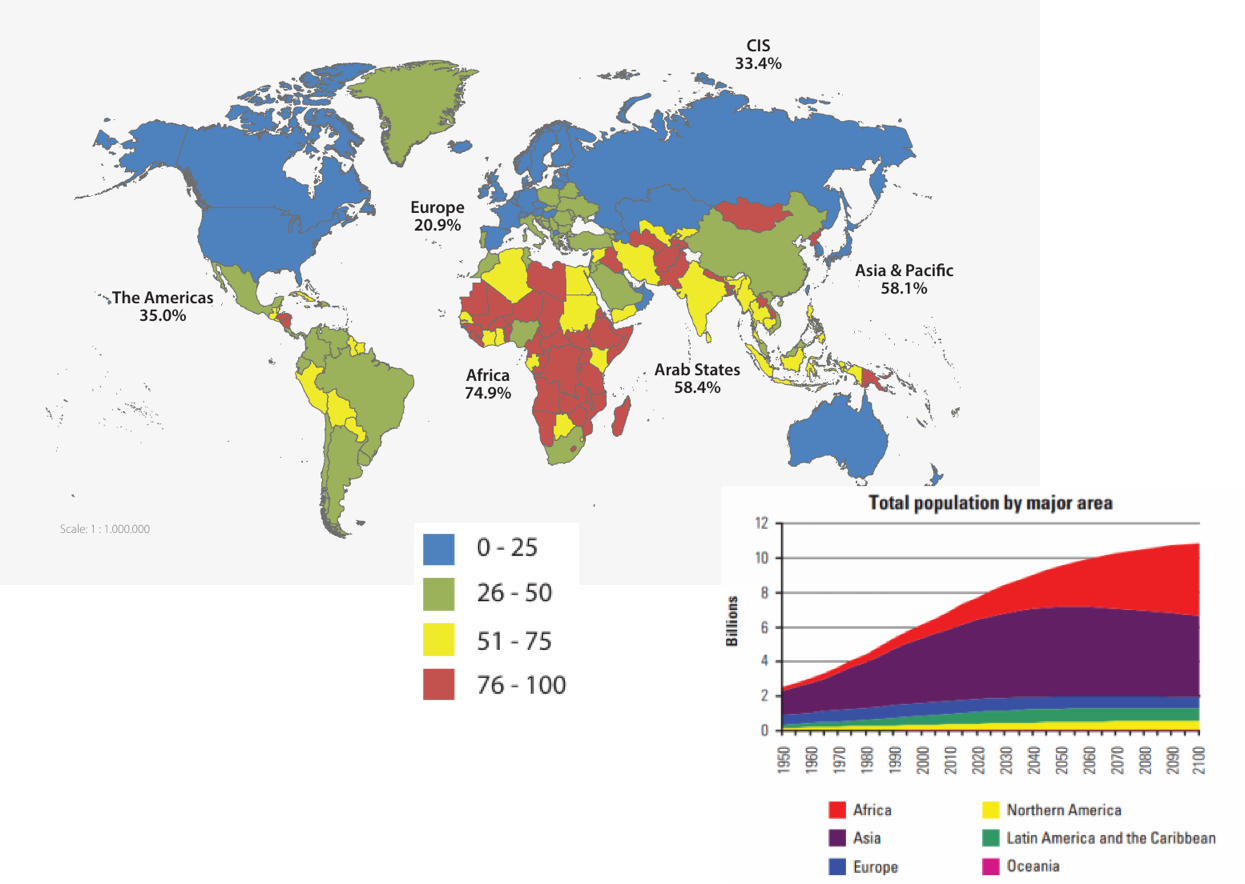 CIS
33.4%
Europe
20.9%
Asia & Pacific
58.1%
The Americas
35.0%
Africa
74.9%
Arab States
58.4%
Scale: 1 : 1.000.000
0 - 25
26 - 50
51 - 75
76 - 100
Total population by major area
Billions
12
10
8
6
4
2
0
1950
1960
1970
1980
1990
2000
2010
2020
2030
2040
2050
2060
2070
2080
2090
2100
Africa
Northern America
Asia
Latin America and the Caribbean
Europe
Oceania